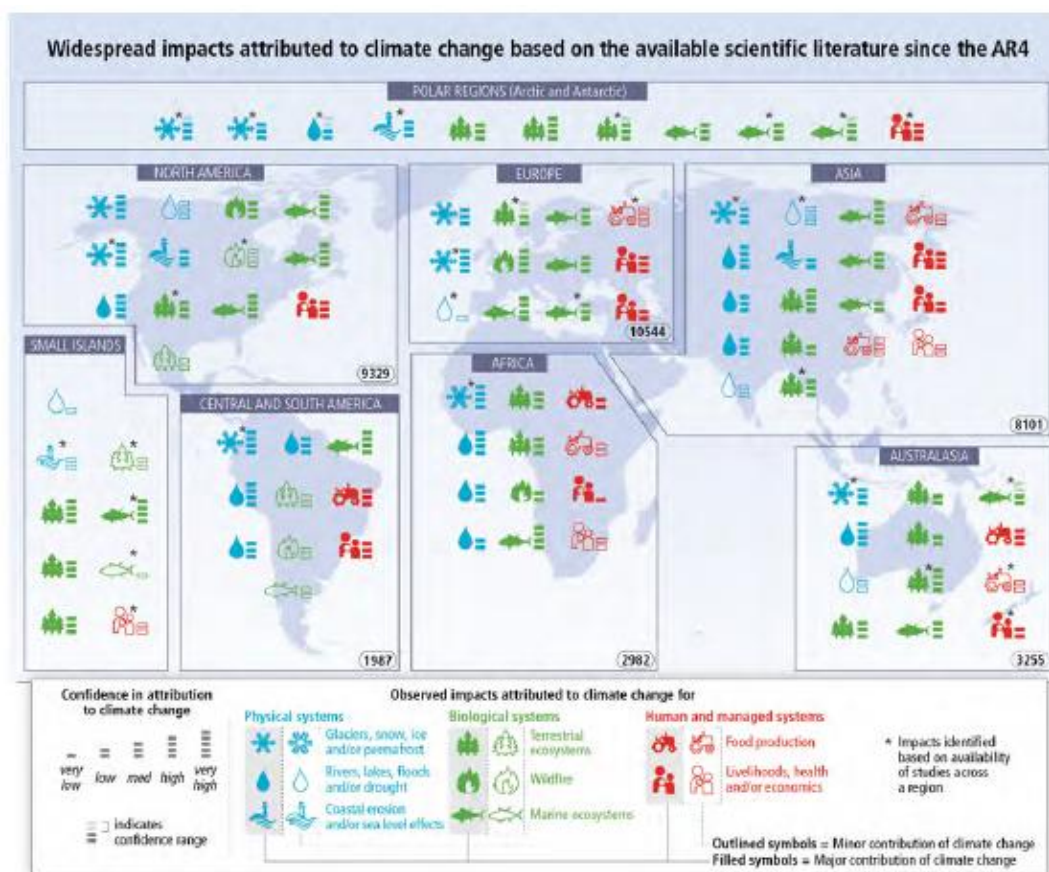 Widespread impacts attributed to climate change based on the available scientific literature since the AR4
POLAR REGIONS (Arctic and Antarctic)
NORTH AMERICA
EUROPE
ASIA
10544
SMALL ISLANDS
9329
AFRICA
CENTRAL AND SOUTH AMERICA
8101
AUSTRALASIA
1987
2982
3255
Confidence in attribution
to climate change
very
low
low
med
high
very
high
indicates
confidence range
Observed impacts attributed to climate change for
Physical systems
Glaciers, snow, ice
and/or permafrost
Rivers, lakes, floods
and/or drought
Coastal erosion
and/or sea level effects
Biological systems
Terrestrial
ecosystems
Wildfire
Marine ecosystems
Human and managed systems
Food production
Livelihoods, health
and/or economics
* Impacts identified
based on availability
of studies across
a region
Outlined symbols = Minor contribution of climate change
Filled symbols = Major contribution of climate change